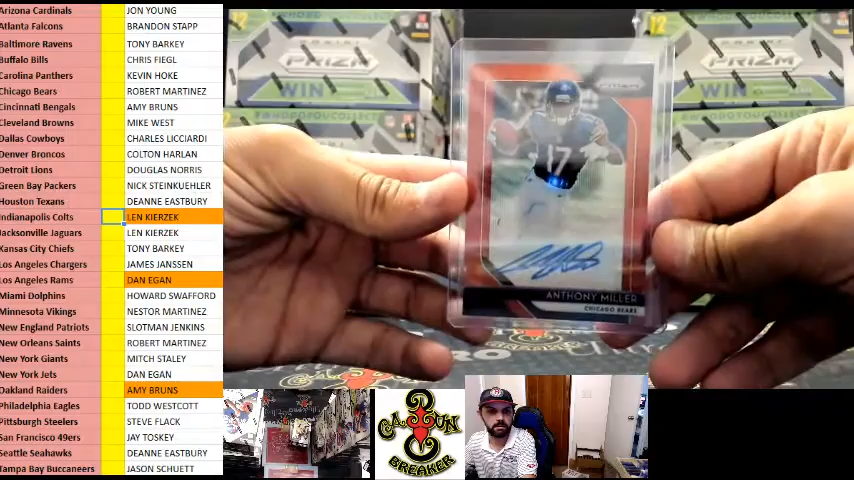 Arizona Cardinals JON YOUNG
Atlanta Falcons BRANDON STAPP
Baltimore Ravens TONY BARKEY
Buffalo Bills CHRIS FIEGL
Carolina Panthers KEVIN HOKE
Chicago Bears ROBERT MARTINEZ
Cincinnati Bengals AMY BRUNS
Cleveland Browns MIKE WEST
Dallas Cowboys CHARLES LICCIARDI
Denver Broncos COLTON HARLAN
Detroit Lions DOUGLAS NORRIS
Green Bay Packers NICK STEINKUEHLER
Houston Texans DEANNE EASTBURY
Indianapolis Colts LEN KIERZEK
Jacksonville Jaguars LEN KIERZEK
Kansas City Chiefs TONY BARKEY
Los Angeles Chargers JAMES JANSSEN
Los Angeles Rams DAN EGAN
Miami Dolphins HOWARD SWAFFORD
Minnesota Vikings NESTOR MARTINEZ
New England Patriots SLOTMAN JENKINS
New Orleans Saints ROBERT MARTINEZ
New York Giants MITCH STALEY
New York Jets DAN EGAN
Oakland Raiders AMY BRUNS
Philadelphia Eagles TODD WESTCOTT
Pittsburgh Steelers STEVE FLACK
San Francisco 49ers JAY TOSKEY
Seattle Seahawks DEANNE EASTBURY
Tampa Bay Buccaneers JASON SCHUETT
PRIZM
WIN
PRIZM
WIN
PRIZM
17
ANTHONY MILLER
CHICAGO BEARS
CAJUN
BREAKER